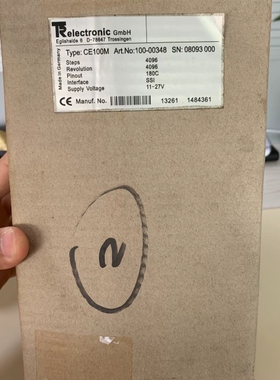 TR electronic GmbH
Eglishalde 6 D-78647 Trossingen
Type: CE100M Art.No:100-00348 SN: 08093 000
Steps 4096
Revolution 4096
Pinout 180C
Interface SSI
Supply Voltage 11-27V
Made in Germany
CE Manuf. No. 13261 1484361
2